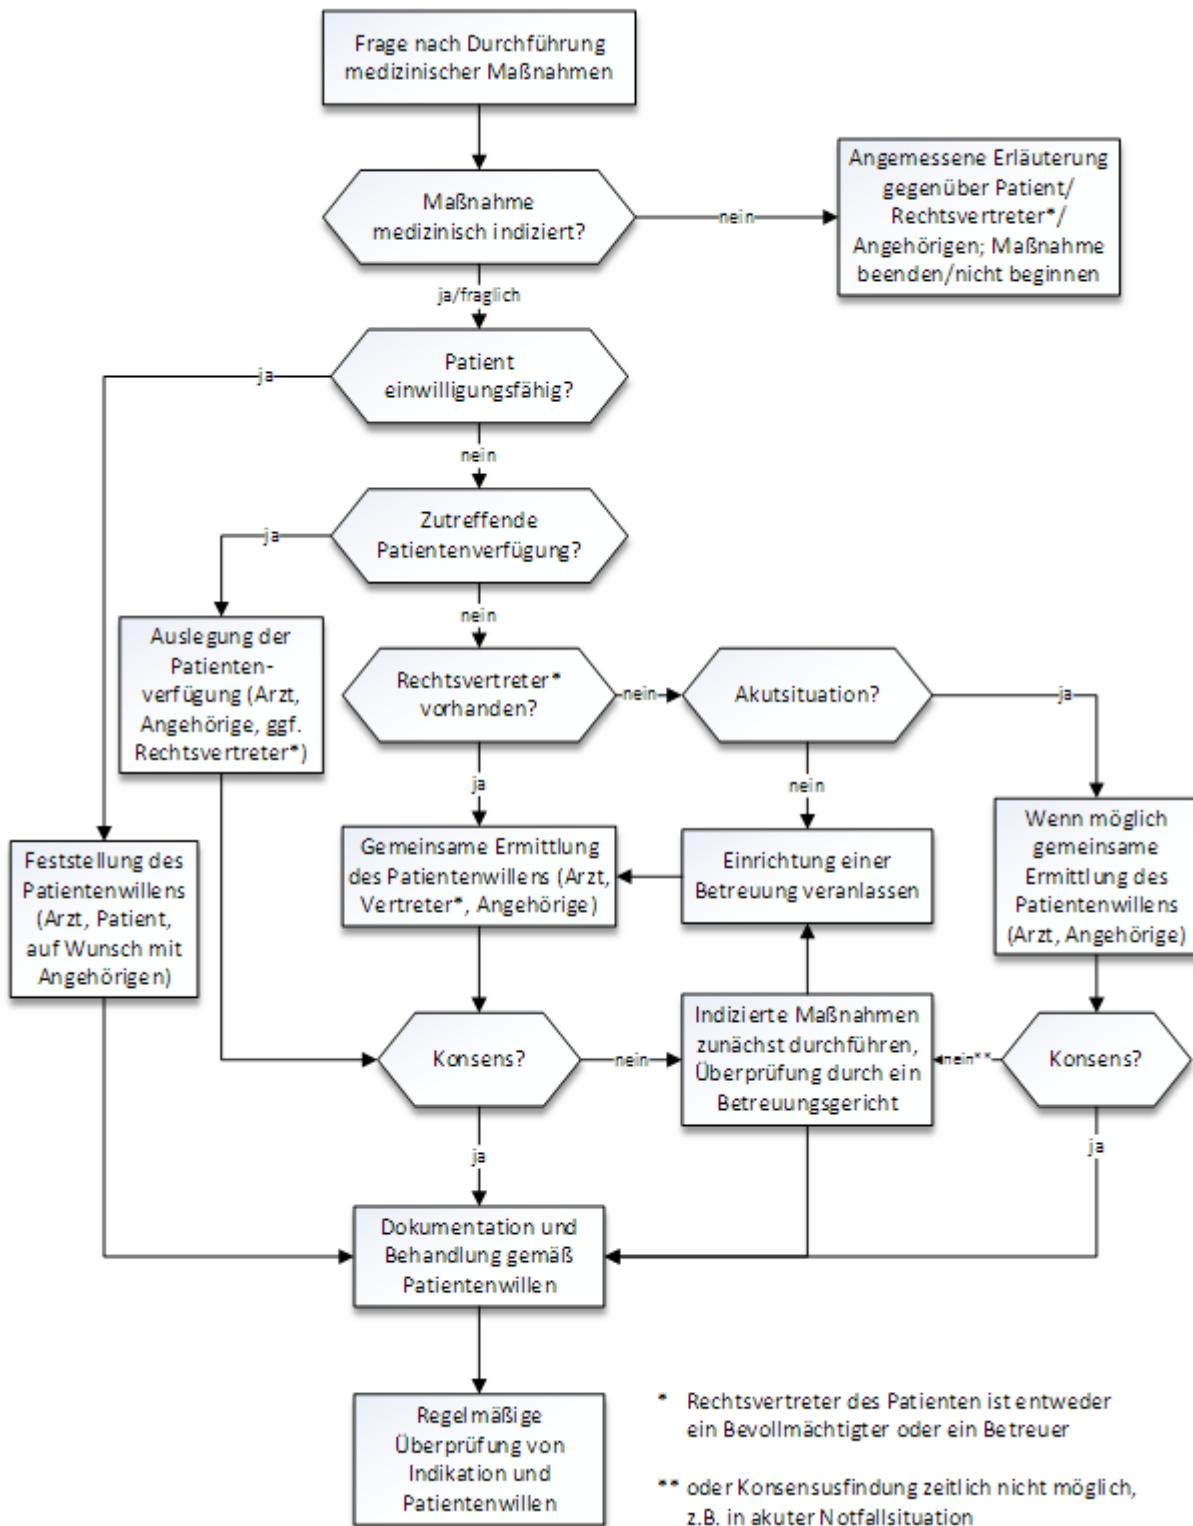 Frage nach Durchführung
medizinischer Maßnahmen
Maßnahme
medizinisch indiziert?
nein
Angemessene Erläuterung
gegenüber Patient/
Rechtsvertreter*/
Angehörigen; Maßnahme
beenden/nicht beginnen
ja/fraglich
Patient
einwilligungsfähig?
ja
nein
Zutreffende
Patientenverfügung?
ja
nein
Auslegung der
Patienten-
verfügung (Arzt,
Angehörige, ggf.
Rechtsvertreter*)
Rechtsvertreter*
vorhanden?
nein
Akutsituation?
ja
ja
nein
Feststellung des
Patientenwillens
(Arzt, Patient,
auf Wunsch mit
Angehörigen)
Gemeinsame Ermittlung
des Patientenwillens (Arzt,
Vertreter*, Angehörige)
Einrichtung einer
Betreuung veranlassen
Wenn möglich
gemeinsame
Ermittlung des
Patientenwillens
(Arzt, Angehörige)
Konsens?
nein
Indizierte Maßnahmen
zunächst durchführen,
Überprüfung durch ein
Betreuungsgericht
nein**
Konsens?
ja
ja
Dokumentation und
Behandlung gemäß
Patientenwillen
Regelmäßige
Überprüfung von
Indikation und
Patientenwillen
* Rechtsvertreter des Patienten ist entweder
ein Bevollmächtigter oder ein Betreuer
** oder Konsensusfindung zeitlich nicht möglich,
z.B. in akuter Notfallsituation